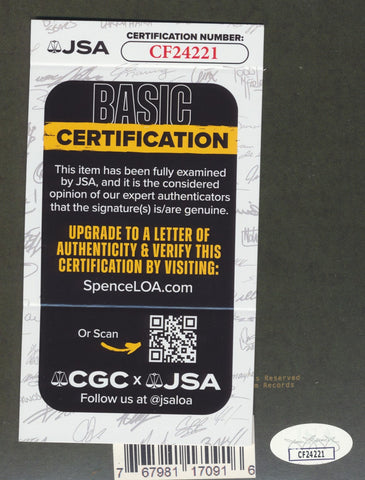 JSA
CERTIFICATION NUMBER:
CF24221
BASIC
CERTIFICATION
This item has been fully examined
by JSA, and it is the considered
opinion of our expert authenticators
that the signature(s) is/are genuine.
UPGRADE TO A LETTER OF
AUTHENTICITY & VERIFY THIS
CERTIFICATION BY VISITING:
SpenceLOA.com
Or Scan
CGC x JSA
Follow us at @jsaloa
s Reserved
Records
CF24221
7 67981 17091 6